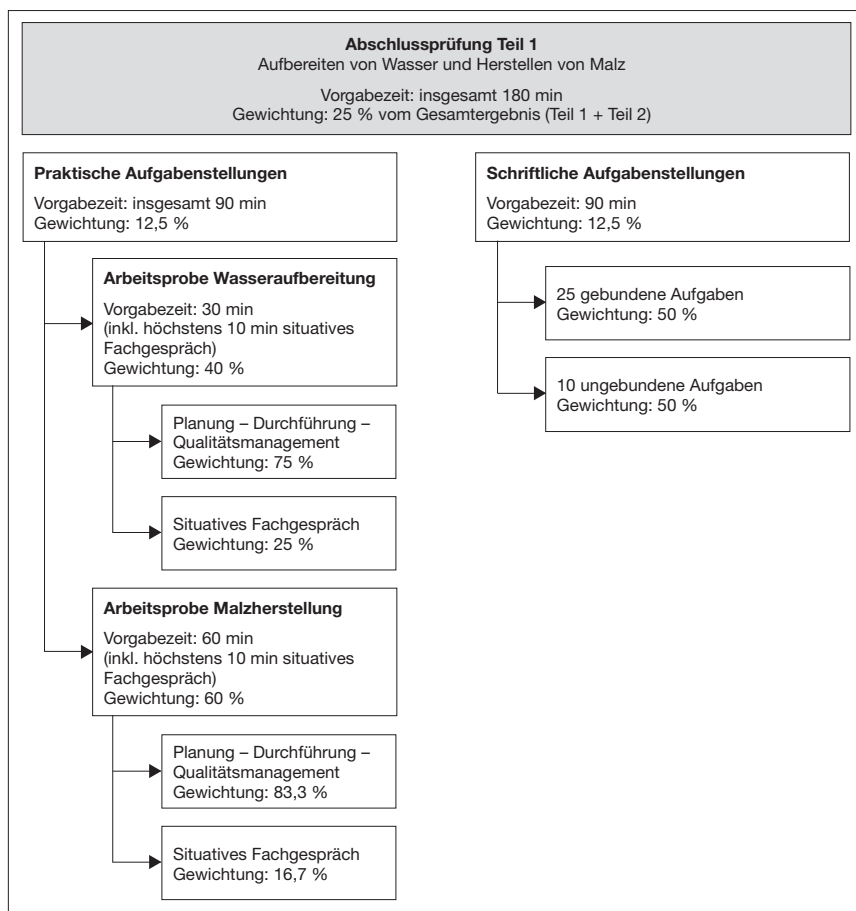 Abschlussprüfung Teil 1
Aufbereiten von Wasser und Herstellen von Malz
Vorgabezeit: insgesamt 180 min
Gewichtung: 25 % vom Gesamtergebnis (Teil 1 + Teil 2)
Praktische Aufgabenstellungen
Vorgabezeit: insgesamt 90 min
Gewichtung: 12,5 %
Arbeitsprobe Wasseraufbereitung
Vorgabezeit: 30 min
(inkl. höchstens 10 min situatives
Fachgespräch)
Gewichtung: 40 %
Planung – Durchführung –
Qualitätsmanagement
Gewichtung: 75 %
Situatives Fachgespräch
Gewichtung: 25 %
Arbeitsprobe Malzherstellung
Vorgabezeit: 60 min
(inkl. höchstens 10 min situatives
Fachgespräch)
Gewichtung: 60 %
Planung – Durchführung –
Qualitätsmanagement
Gewichtung: 83,3 %
Situatives Fachgespräch
Gewichtung: 16,7 %
Schriftliche Aufgabenstellungen
Vorgabezeit: 90 min
Gewichtung: 12,5 %
25 gebundene Aufgaben
Gewichtung: 50 %
10 ungebundene Aufgaben
Gewichtung: 50 %